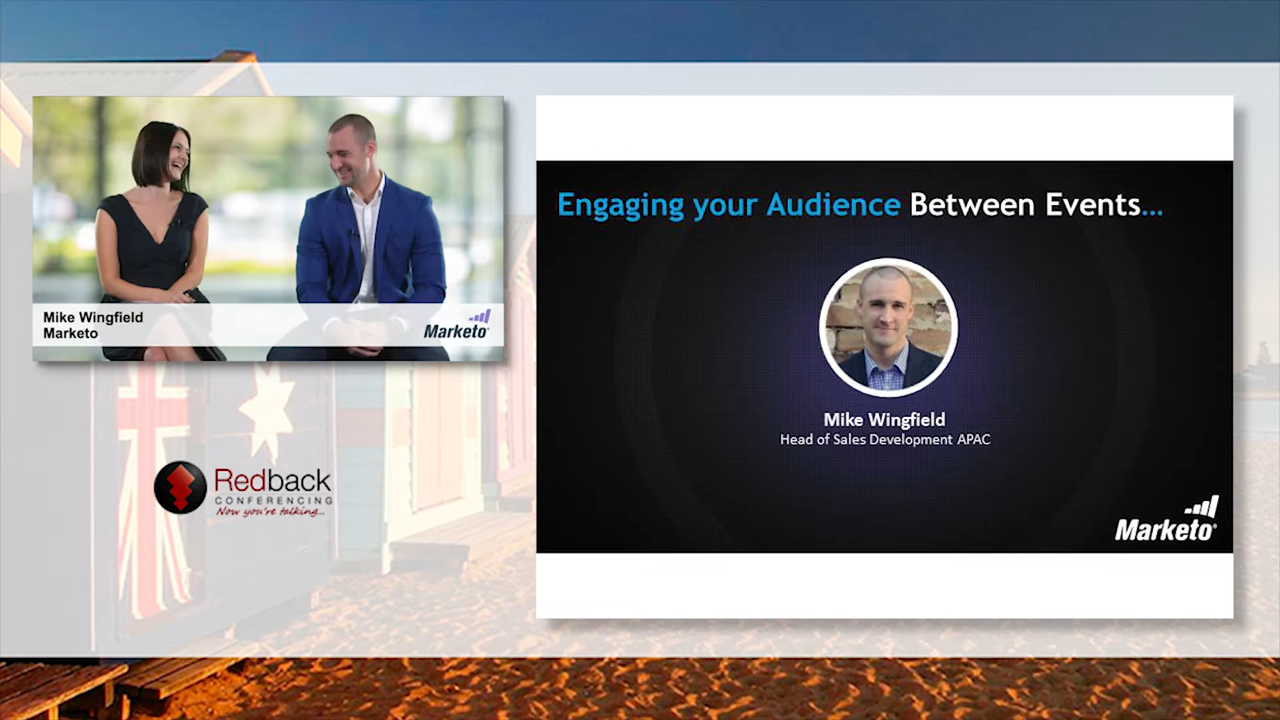 Mike Wingfield
Marketo
Marketo
Redback
CONFERENCING
Now you're talking...
Engaging your Audience Between Events...
Mike Wingfield
Head of Sales Development APAC
Marketo